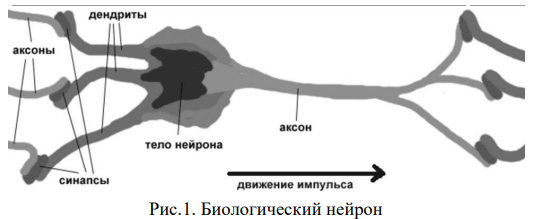 дендриты
аксоны
аксон
тело нейрона
синапсы
движение импульса
Рис.1. Биологический нейрон